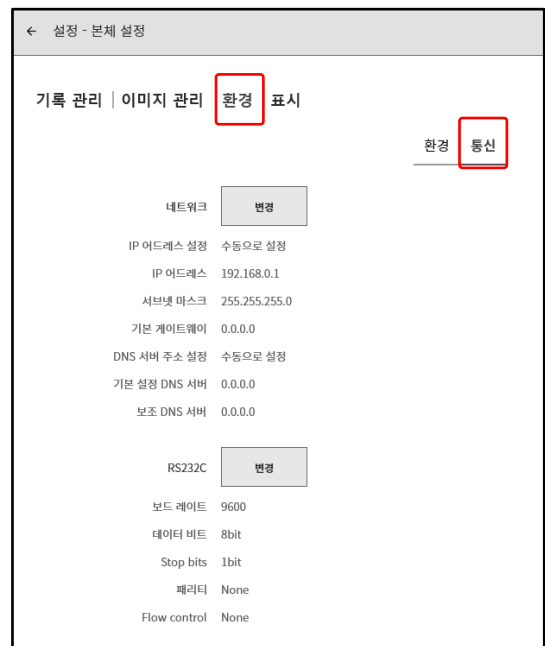 ← 설정 - 본체 설정
기록 관리 | 이미지 관리 환경 표시
환경 통신
네트워크 변경
IP 어드레스 설정 수동으로 설정
IP 어드레스 192.168.0.1
서브넷 마스크 255.255.255.0
기본 게이트웨이 0.0.0.0
DNS 서버 주소 설정 수동으로 설정
기본 설정 DNS 서버 0.0.0.0
보조 DNS 서버 0.0.0.0
RS232C 변경
보드 레이트 9600
데이터 비트 8bit
Stop bits 1bit
패리티 None
Flow control None